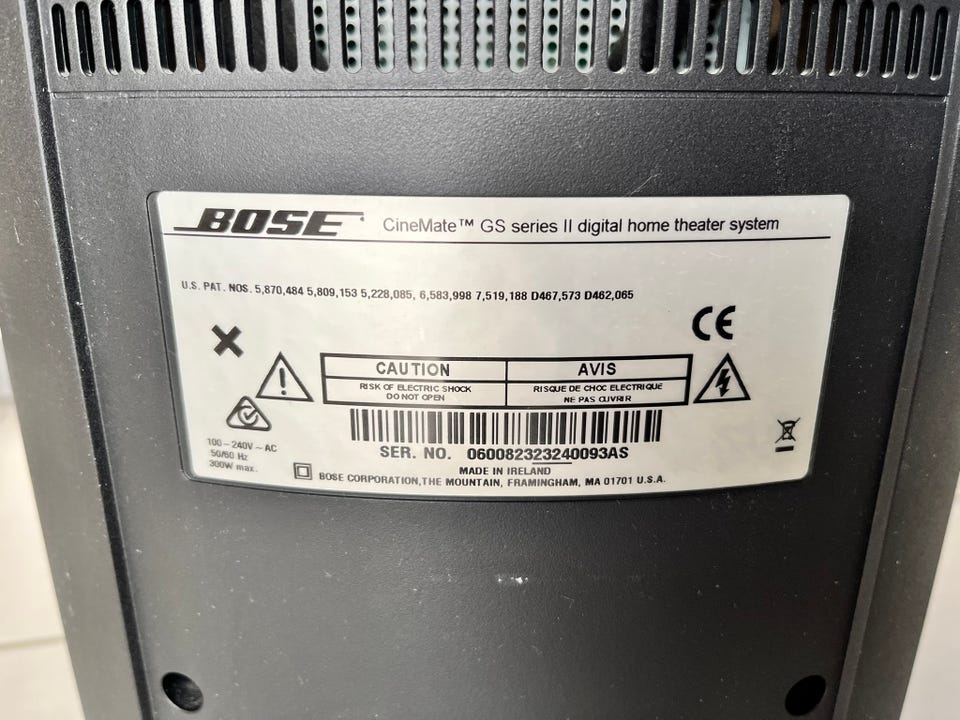 BOSE CineMate™ GS series II digital home theater system
U.S. PAT. NOS. 5,870,484 5,809,153 5,228,085, 6,583,998 7,519,188 D467,573 D462,065
CE
CAUTION AVIS
RISK OF ELECTRIC SHOCK RISQUE DE CHOC ELECTRIQUE
DO NOT OPEN NE PAS OUVRIR
100-240V ~ AC
50/60 Hz
300W max.
SER. NO. 060082323240093AS
MADE IN IRELAND
BOSE CORPORATION, THE MOUNTAIN, FRAMINGHAM, MA 01701 U.S.A.